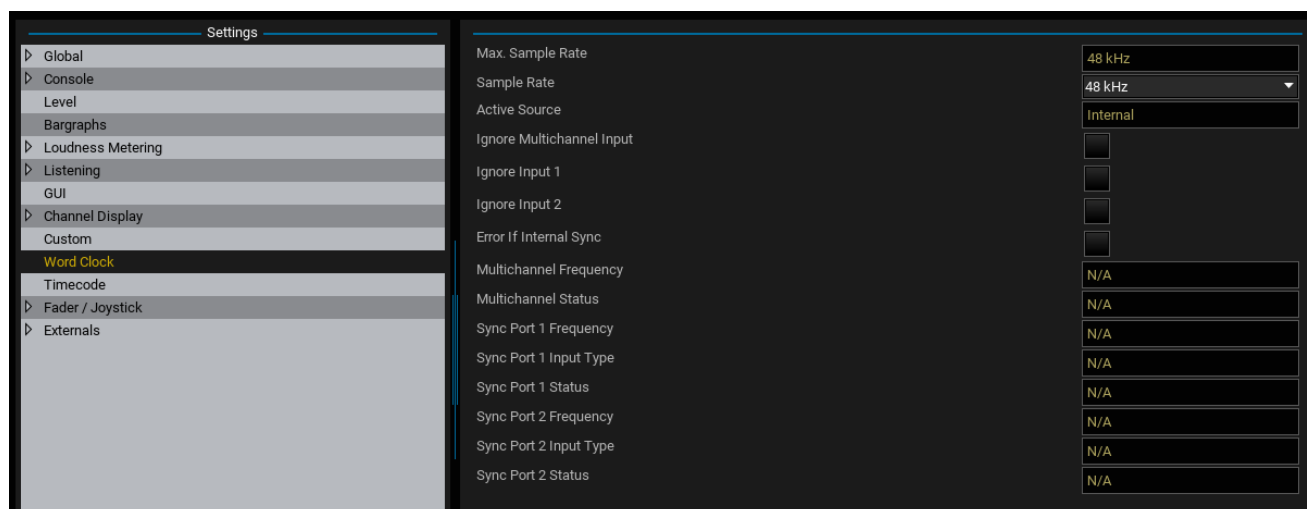 Settings
Global
Console
Level
Bargraphs
Loudness Metering
Listening
GUI
Channel Display
Custom
Word Clock
Timecode
Fader / Joystick
Externals
Max. Sample Rate 48 kHz
Sample Rate 48 kHz
Active Source Internal
Ignore Multichannel Input
Ignore Input 1
Ignore Input 2
Error If Internal Sync
Multichannel Frequency N/A
Multichannel Status N/A
Sync Port 1 Frequency N/A
Sync Port 1 Input Type N/A
Sync Port 1 Status N/A
Sync Port 2 Frequency N/A
Sync Port 2 Input Type N/A
Sync Port 2 Status N/A